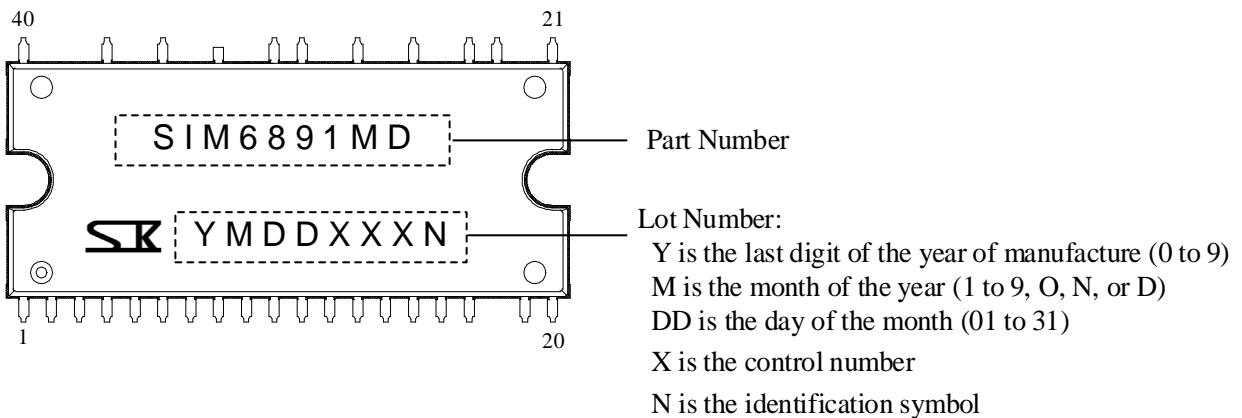 40 21
SIM6891MD
Part Number
SK YMDDXXXN
Lot Number:
Y is the last digit of the year of manufacture (0 to 9)
M is the month of the year (1 to 9, O, N, or D)
DD is the day of the month (01 to 31)
X is the control number
N is the identification symbol
1 20